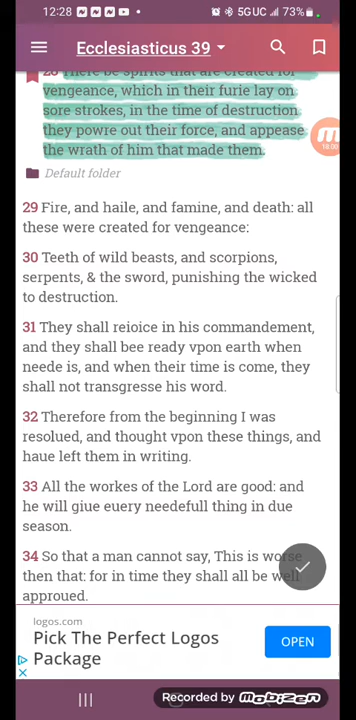 12:28 5GUC 73%
Ecclesiasticus 39
28 There be spirits that are created for
vengeance, which in their furie lay on
sore strokes, in the time of destruction
they powre out their force, and appease
the wrath of him that made them.
Default folder
29 Fire, and haile, and famine, and death: all
these were created for vengeance:
30 Teeth of wild beasts, and scorpions,
serpents, & the sword, punishing the wicked
to destruction.
31 They shall reioice in his commandement,
and they shall bee ready vpon earth when
neede is, and when their time is come, they
shall not transgresse his word.
32 Therefore from the beginning I was
resolued, and thought vpon these things, and
haue left them in writing.
33 All the workes of the Lord are good: and
he will giue euery needefull thing in due
season.
34 So that a man cannot say, This is worse
then that: for in time they shall all be well
approued.
logos.com
Pick The Perfect Logos
Package
OPEN
Recorded by mobizen